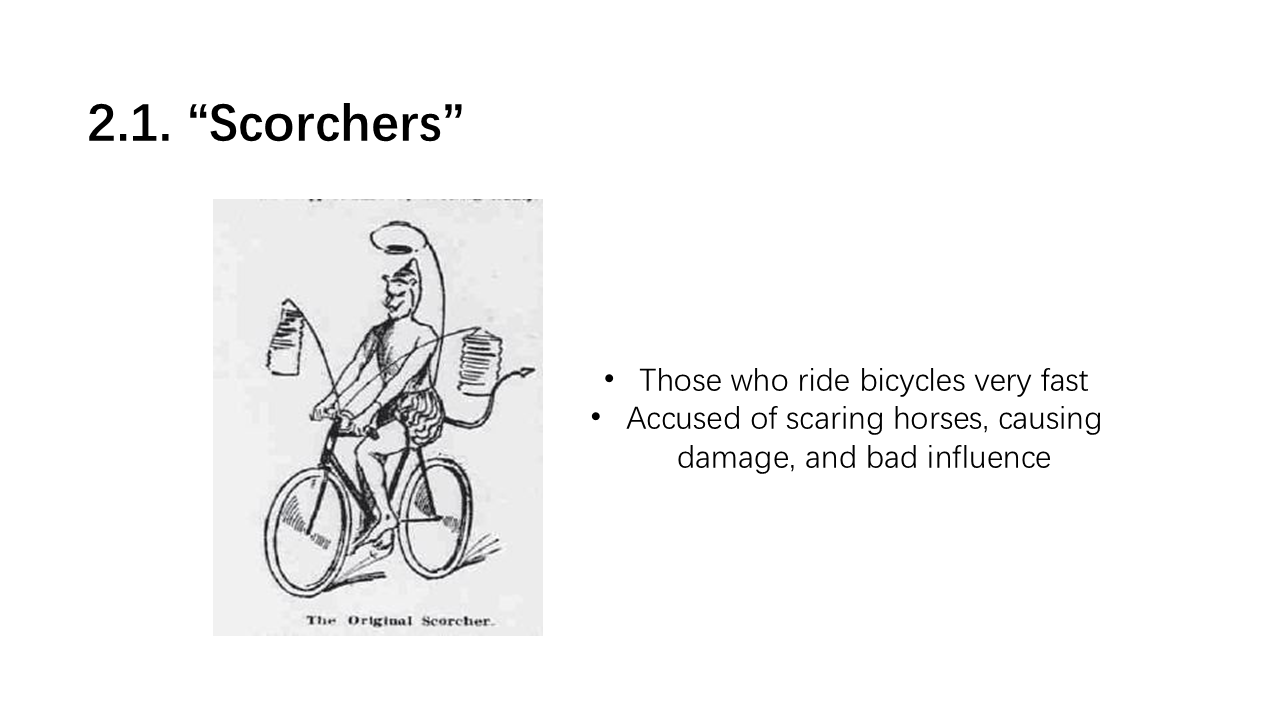 2.1. “Scorchers”
The Original Scorcher.
• Those who ride bicycles very fast
• Accused of scaring horses, causing
damage, and bad influence